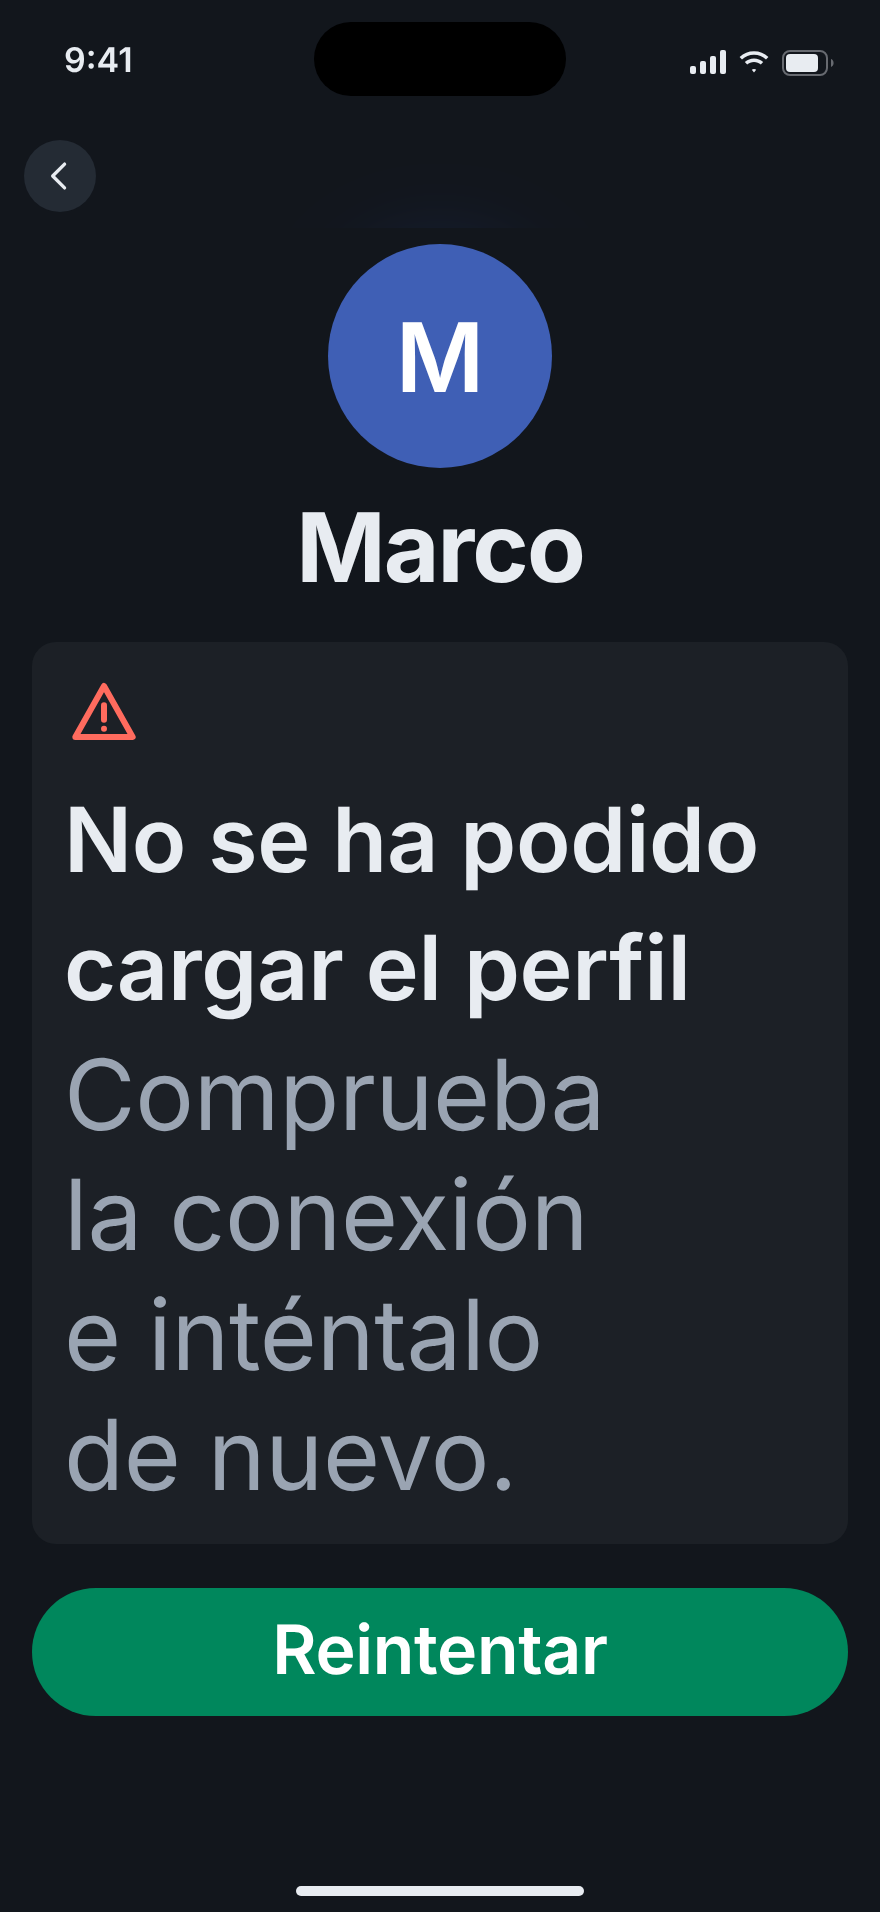 9:41
M
Marco
No se ha podido
cargar el perfil
Comprueba
la conexión
e inténtalo
de nuevo.
Reintentar